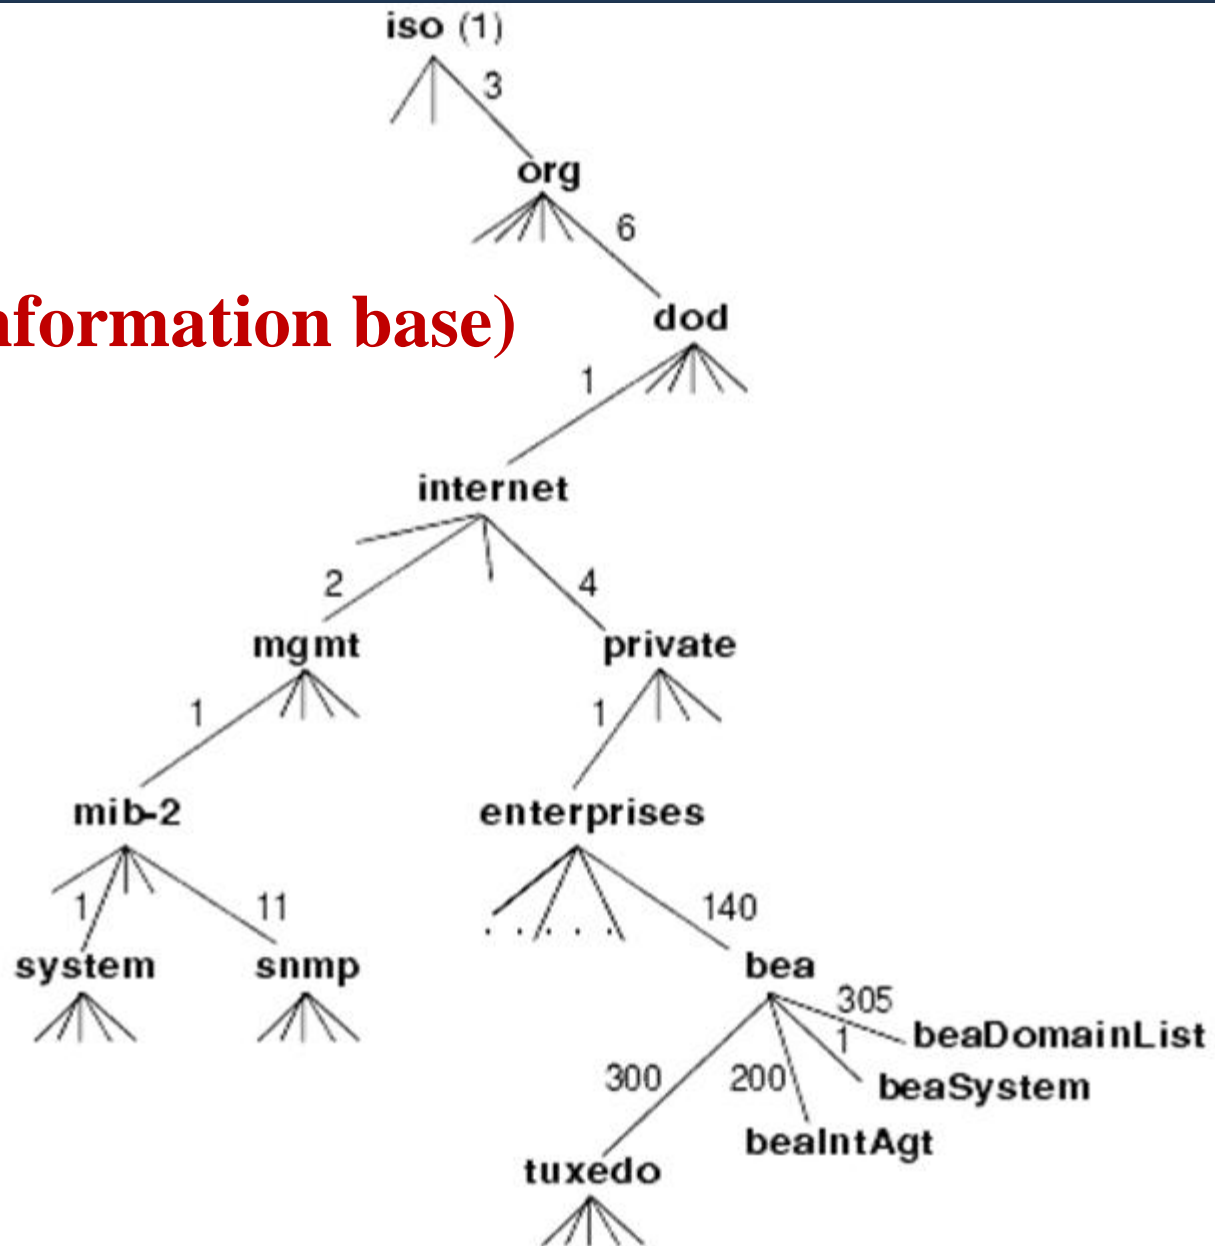 iso (1)
3
org
6
nformation base)
dod
1
internet
2
4
mgmt
private
1
1
mib-2
enterprises
1
11
140
system
snmp
bea
305
beaDomainList
1
300
200
beaSystem
beaIntAgt
tuxedo